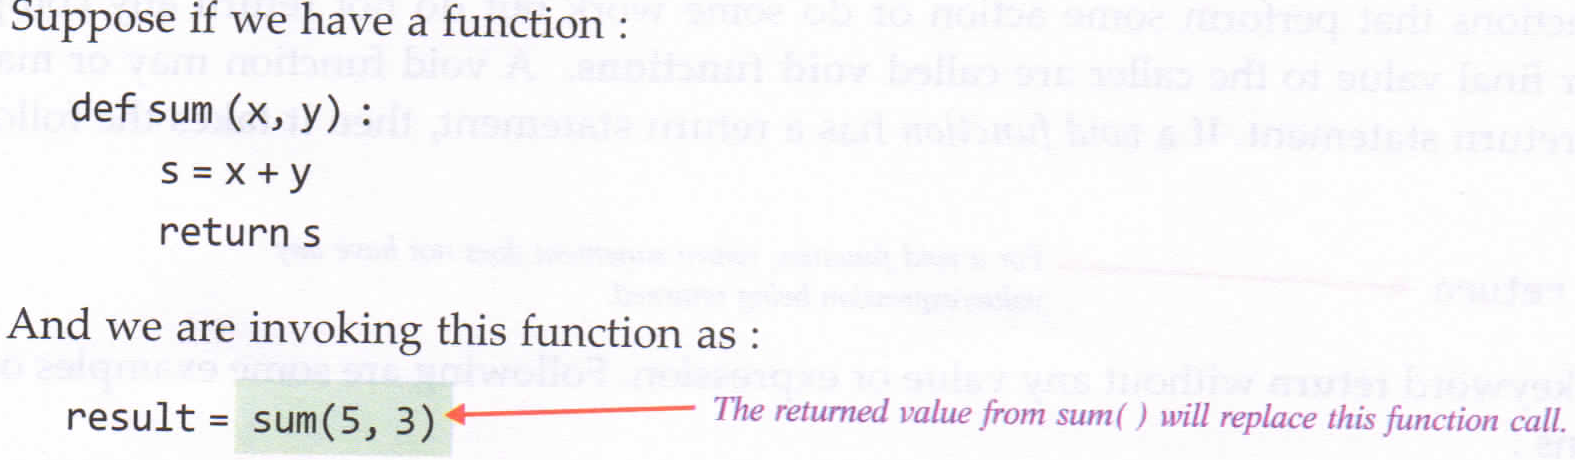 Suppose if we have a function :
def sum (x, y) :
s = x + y
return s
And we are invoking this function as :
result = sum(5, 3) The returned value from sum( ) will replace this function call.